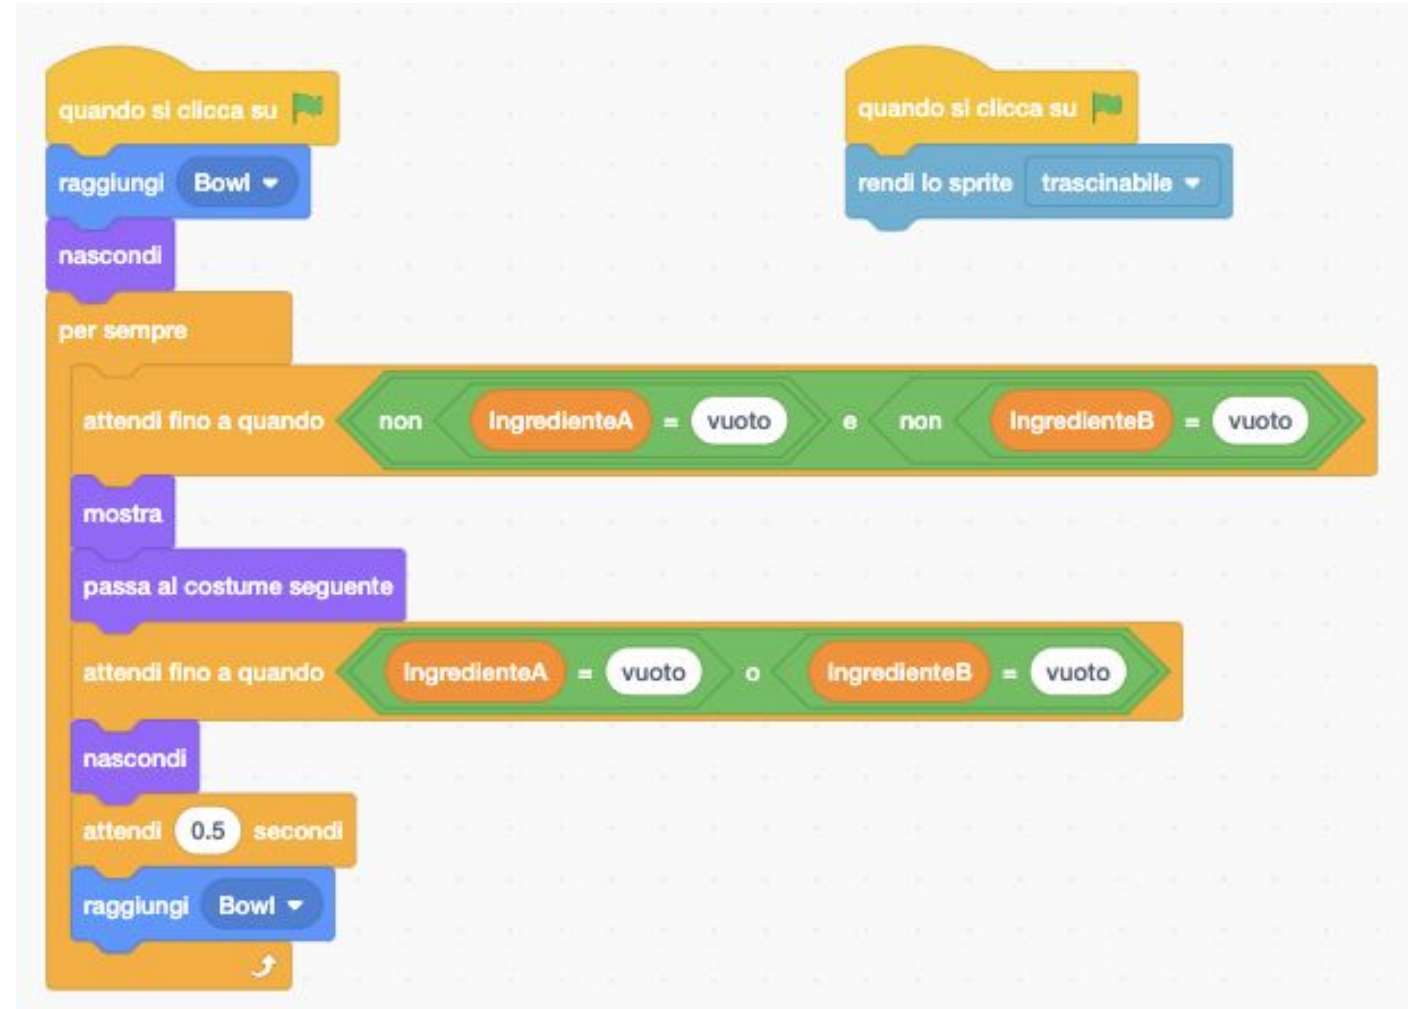 quando si clicca su
raggiungi Bowl
nascondi
per sempre
attendi fino a quando non IngredienteA = vuoto e non IngredienteB = vuoto
mostra
passa al costume seguente
attendi fino a quando IngredienteA = vuoto o IngredienteB = vuoto
nascondi
attendi 0.5 secondi
raggiungi Bowl
quando si clicca su
rendi lo sprite trascinabile